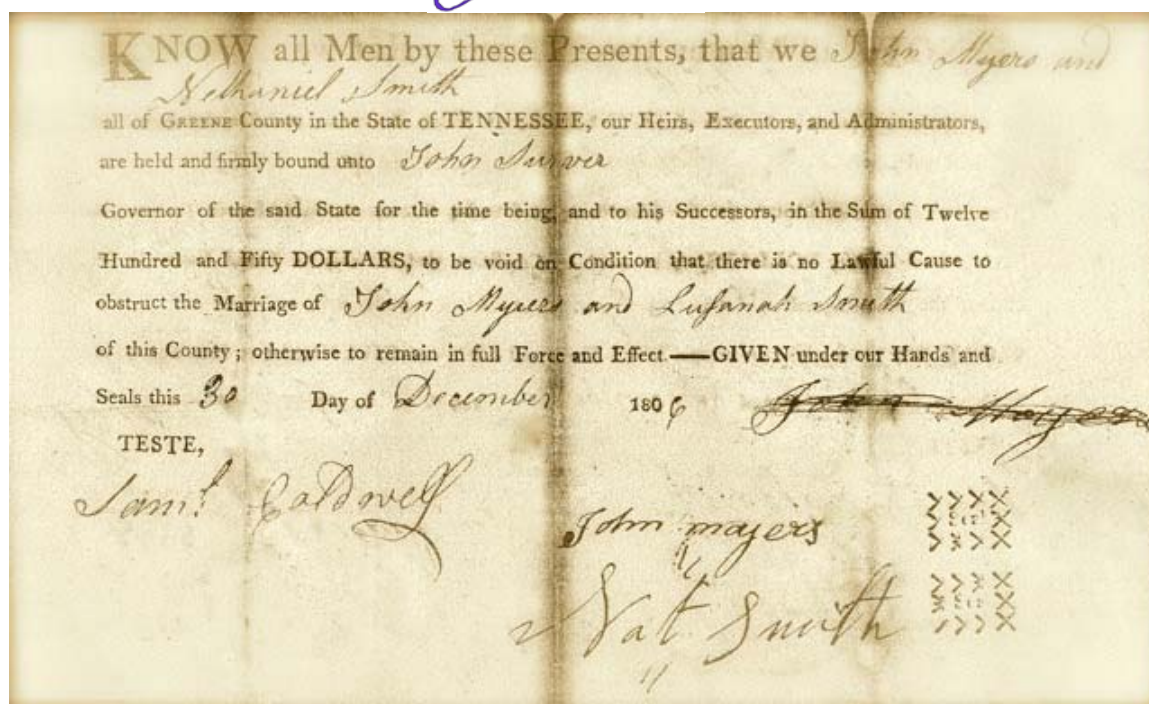 KNOW all Men by these Presents, that we John Myers and
Nathaniel Smith
all of GREENE County in the State of TENNESSEE, our Heirs, Executors, and Administrators,
are held and firmly bound unto John Surver
Governor of the said State for the time being, and to his Successors, in the Sum of Twelve
Hundred and Fifty DOLLARS, to be void on Condition that there is no Lawful Cause to
obstruct the Marriage of John Myers and Lusanah Smith
of this County; otherwise to remain in full Force and Effect.—GIVEN under our Hands and
Seals this 30 Day of December 1806 John Moyers
TESTE,
Saml. Caldwell
John mayers
Nat Smith